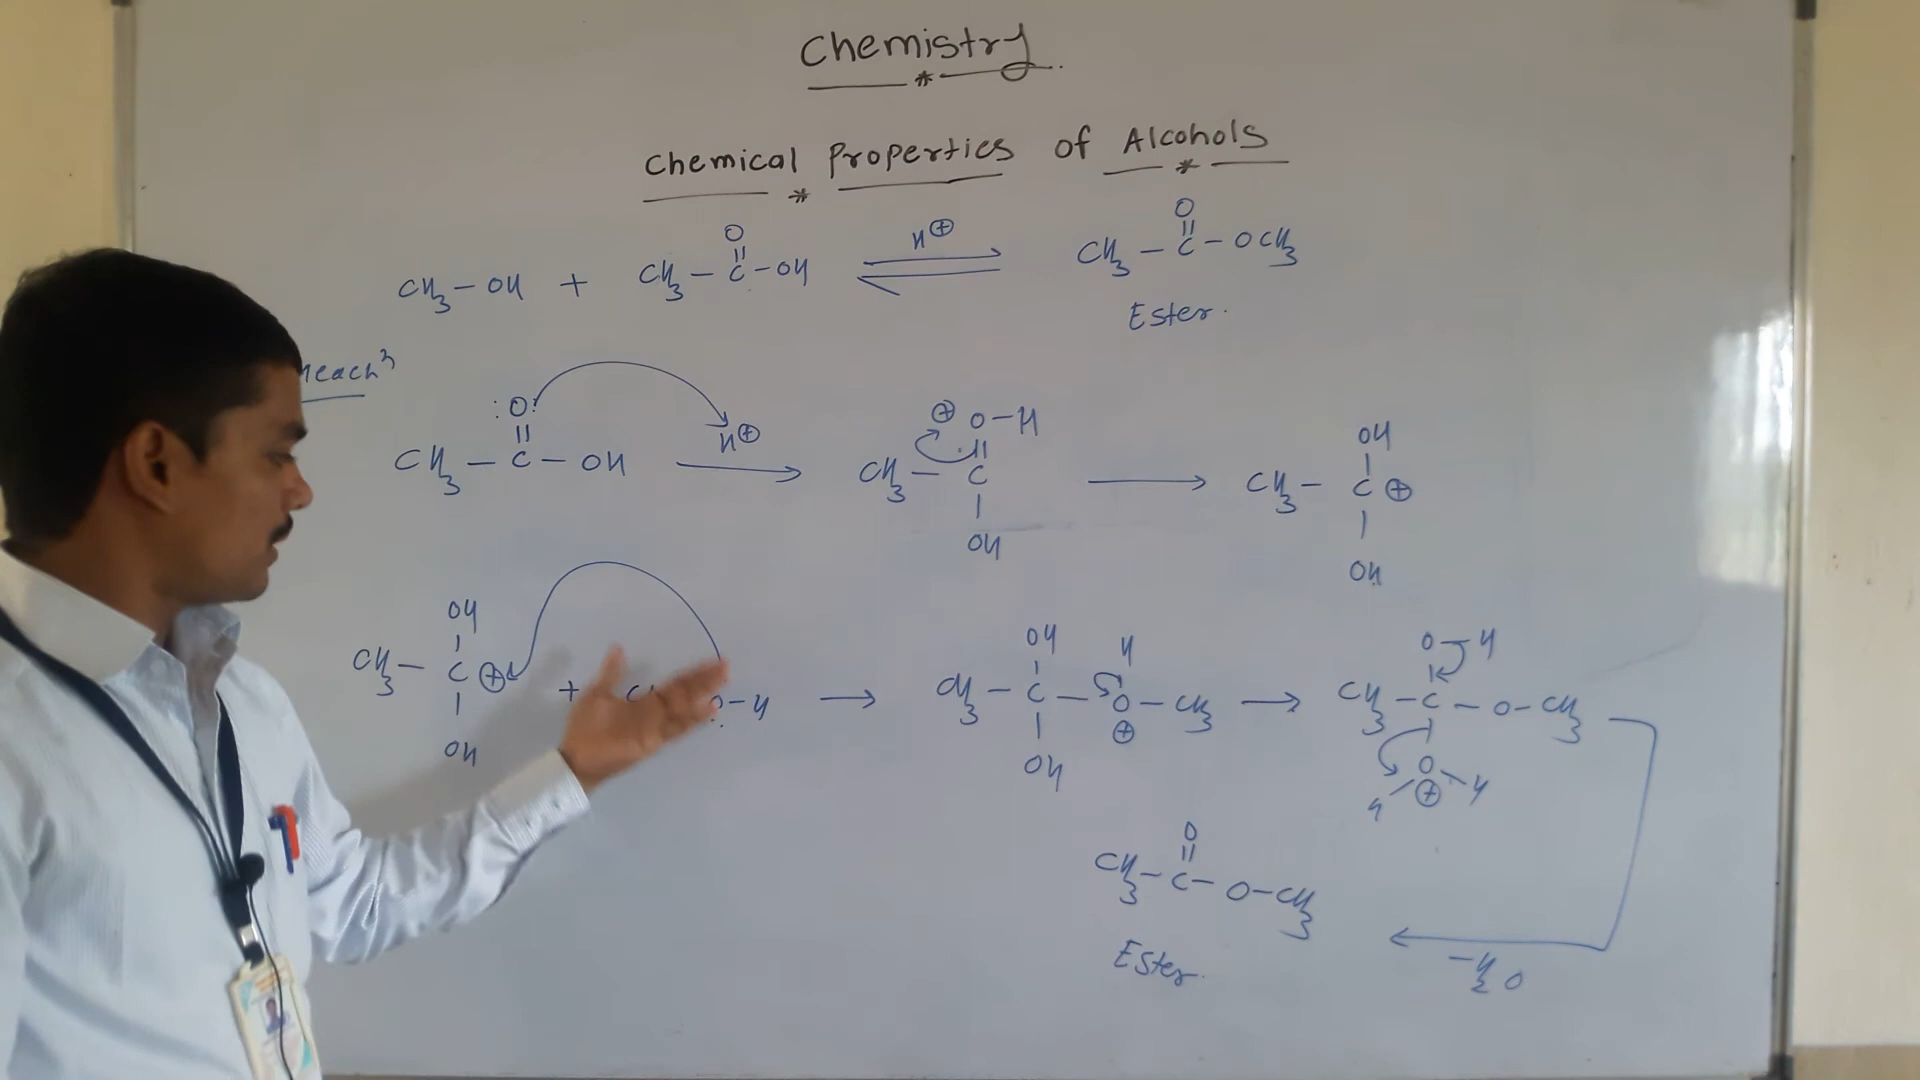 Chemistry
Chemical Properties of Alcohols
O
CH3 - OH + CH3 - C - OH H⊕ CH3 - C - OCH3
O
Ester.
:O:
CH3 - C - OH H⊕
⊕ O - H
CH3 - C
OH
OH
CH3 - C ⊕
OH
OH
CH3 - C ⊕ + O - H
OH
OH H
CH3 - C - O - CH3
OH ⊕
O - H
CH3 - C - O - CH3
O
H ⊕ H
O
CH3 - C - O - CH3
Ester.
- H2O